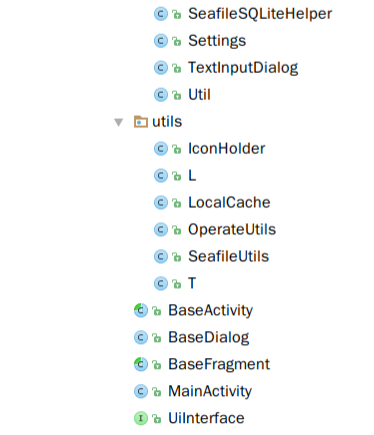 SeafileSQLiteHelper
Settings
TextInputDialog
Util
utils
IconHolder
L
LocalCache
OperateUtils
SeafileUtils
T
BaseActivity
BaseDialog
BaseFragment
MainActivity
UiInterface